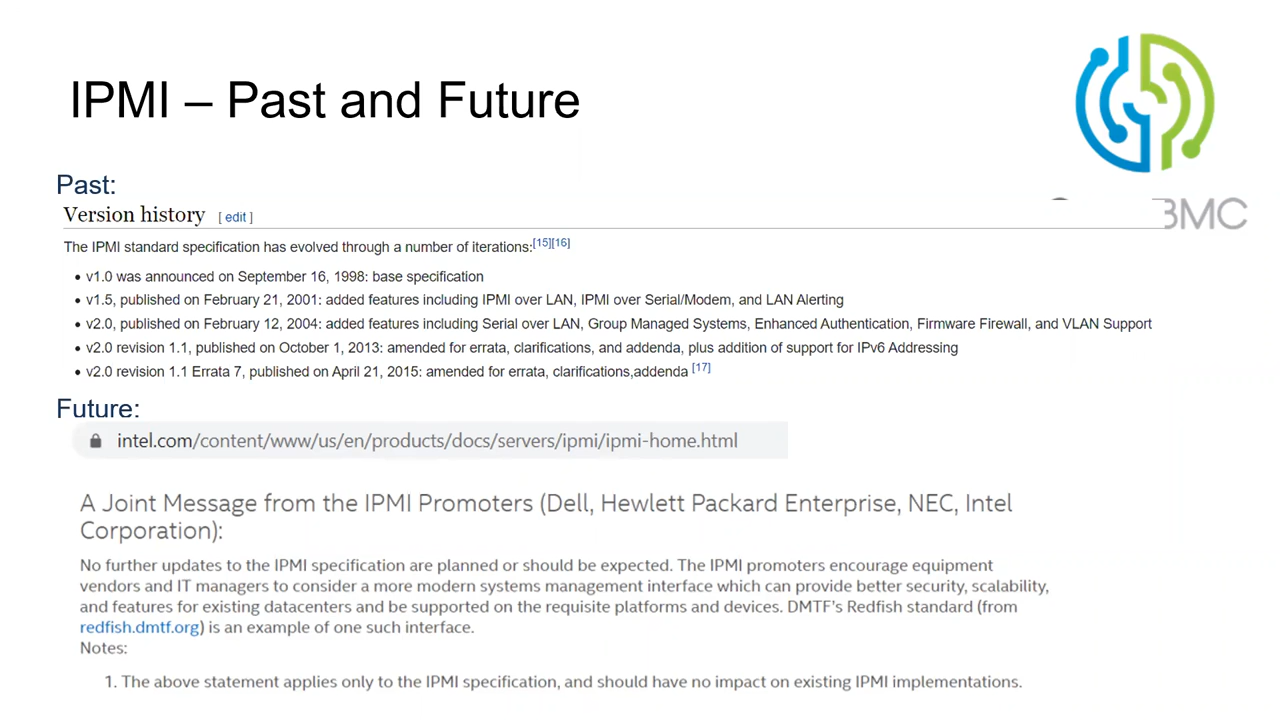 IPMI – Past and Future
BMC
Past:
Version history [ edit ]
The IPMI standard specification has evolved through a number of iterations:[15][16]
• v1.0 was announced on September 16, 1998: base specification
• v1.5, published on February 21, 2001: added features including IPMI over LAN, IPMI over Serial/Modem, and LAN Alerting
• v2.0, published on February 12, 2004: added features including Serial over LAN, Group Managed Systems, Enhanced Authentication, Firmware Firewall, and VLAN Support
• v2.0 revision 1.1, published on October 1, 2013: amended for errata, clarifications, and addenda, plus addition of support for IPv6 Addressing
• v2.0 revision 1.1 Errata 7, published on April 21, 2015: amended for errata, clarifications,addenda [17]
Future:
intel.com/content/www/us/en/products/docs/servers/ipmi/ipmi-home.html
A Joint Message from the IPMI Promoters (Dell, Hewlett Packard Enterprise, NEC, Intel
Corporation):
No further updates to the IPMI specification are planned or should be expected. The IPMI promoters encourage equipment
vendors and IT managers to consider a more modern systems management interface which can provide better security, scalability,
and features for existing datacenters and be supported on the requisite platforms and devices. DMTF's Redfish standard (from
redfish.dmtf.org) is an example of one such interface.
Notes:
1. The above statement applies only to the IPMI specification, and should have no impact on existing IPMI implementations.